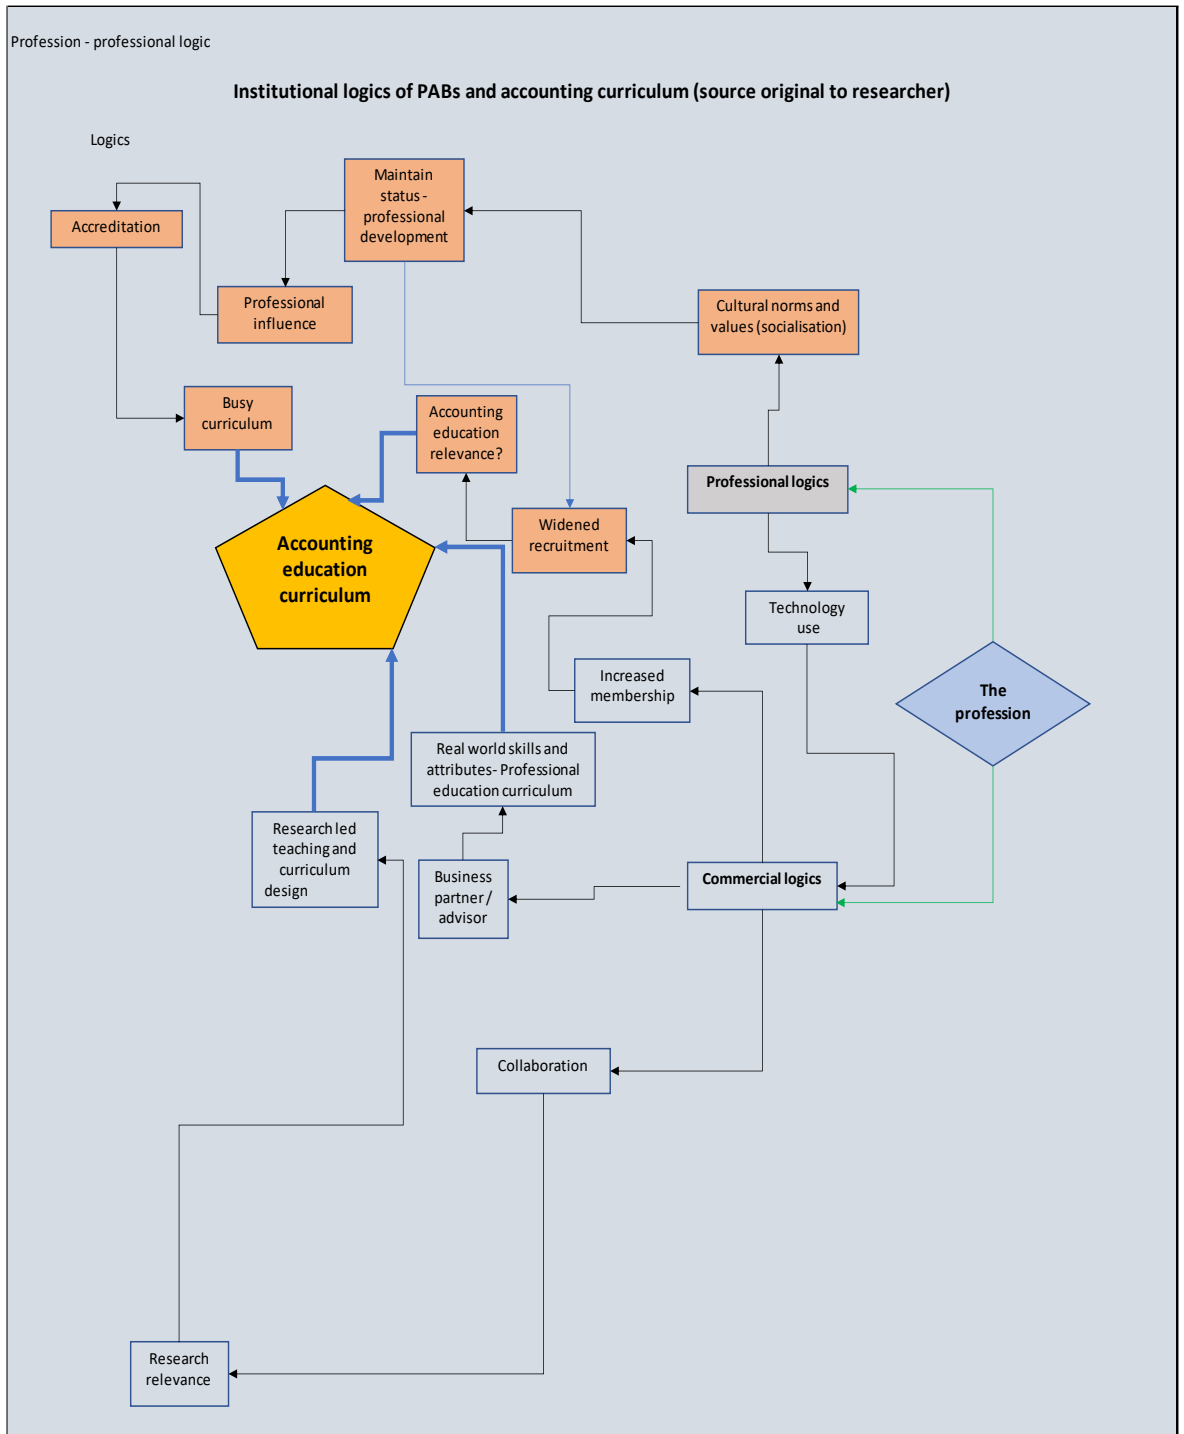 Profession - professional logic
Institutional logics of PABs and accounting curriculum (source original to researcher)
Logics
Maintain
status -
professional
development
Accreditation
Professional
influence
Cultural norms and
values (socialisation)
Busy
curriculum
Accounting
education
relevance?
Professional logics
Widened
recruitment
Accounting
education
curriculum
Technology
use
Increased
membership
The
profession
Real world skills and
attributes- Professional
education curriculum
Research led
teaching and
curriculum
design
Business
partner /
advisor
Commercial logics
Collaboration
Research
relevance